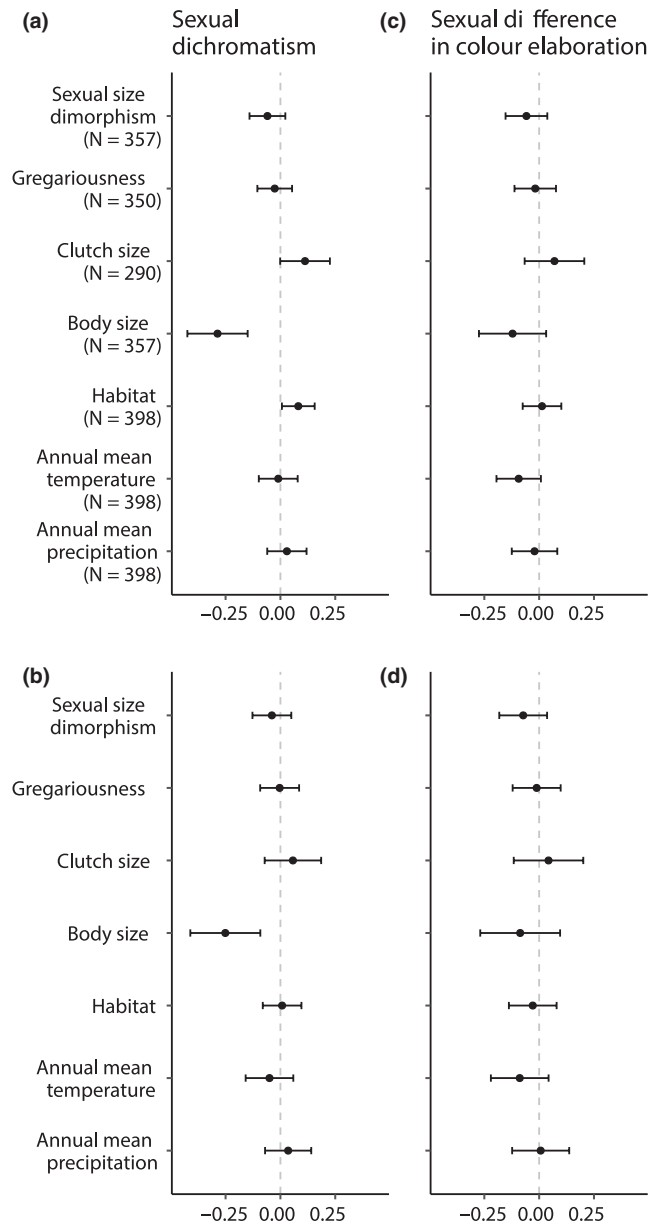 (a) Sexual
dichromatism
(c) Sexual di fference
in colour elaboration
Sexual size
dimorphism
(N = 357)
Gregariousness
(N = 350)
Clutch size
(N = 290)
Body size
(N = 357)
Habitat
(N = 398)
Annual mean
temperature
(N = 398)
Annual mean
precipitation
(N = 398)
−0.25 0.00 0.25
−0.25 0.00 0.25
(b)
(d)
Sexual size
dimorphism
Gregariousness
Clutch size
Body size
Habitat
Annual mean
temperature
Annual mean
precipitation
−0.25 0.00 0.25
−0.25 0.00 0.25